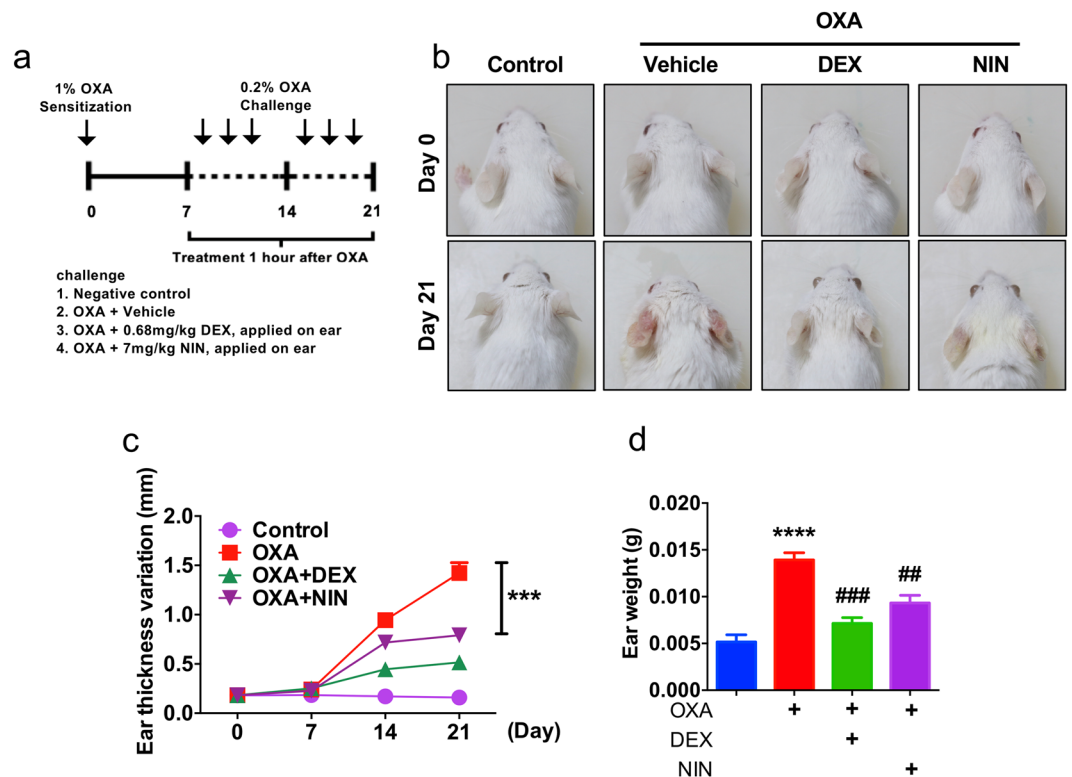 a
1% OXA
Sensitization
0.2% OXA
Challenge
0
7
14
21
Treatment 1 hour after OXA
challenge
1. Negative control
2. OXA + Vehicle
3. OXA + 0.68mg/kg DEX, applied on ear
4. OXA + 7mg/kg NIN, applied on ear
b
OXA
Control
Vehicle
DEX
NIN
Day 0
Day 21
c
Ear thickness variation (mm)
2.0
1.5
1.0
0.5
0.0
Control
OXA
OXA+DEX
OXA+NIN
***
0
7
14
21
(Day)
d
Ear weight (g)
0.020
0.015
0.010
0.005
0.000
****
###
##
OXA + + +
DEX +
NIN +